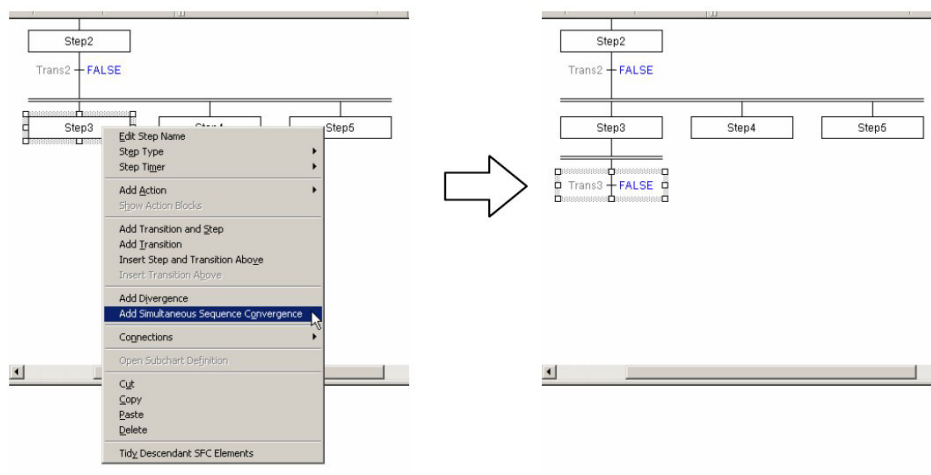 Step2
Trans2 FALSE
Step3
Step4
Step5
Edit Step Name
Step Type
Step Timer
Add Action
Show Action Blocks
Add Transition and Step
Add Transition
Insert Step and Transition Above
Insert Transition Above
Add Divergence
Add Simultaneous Sequence Convergence
Connections
Open Subchart Definition
Cut
Copy
Paste
Delete
Tidy Descendant SFC Elements
Step2
Trans2 FALSE
Step3
Step4
Step5
Trans3 FALSE